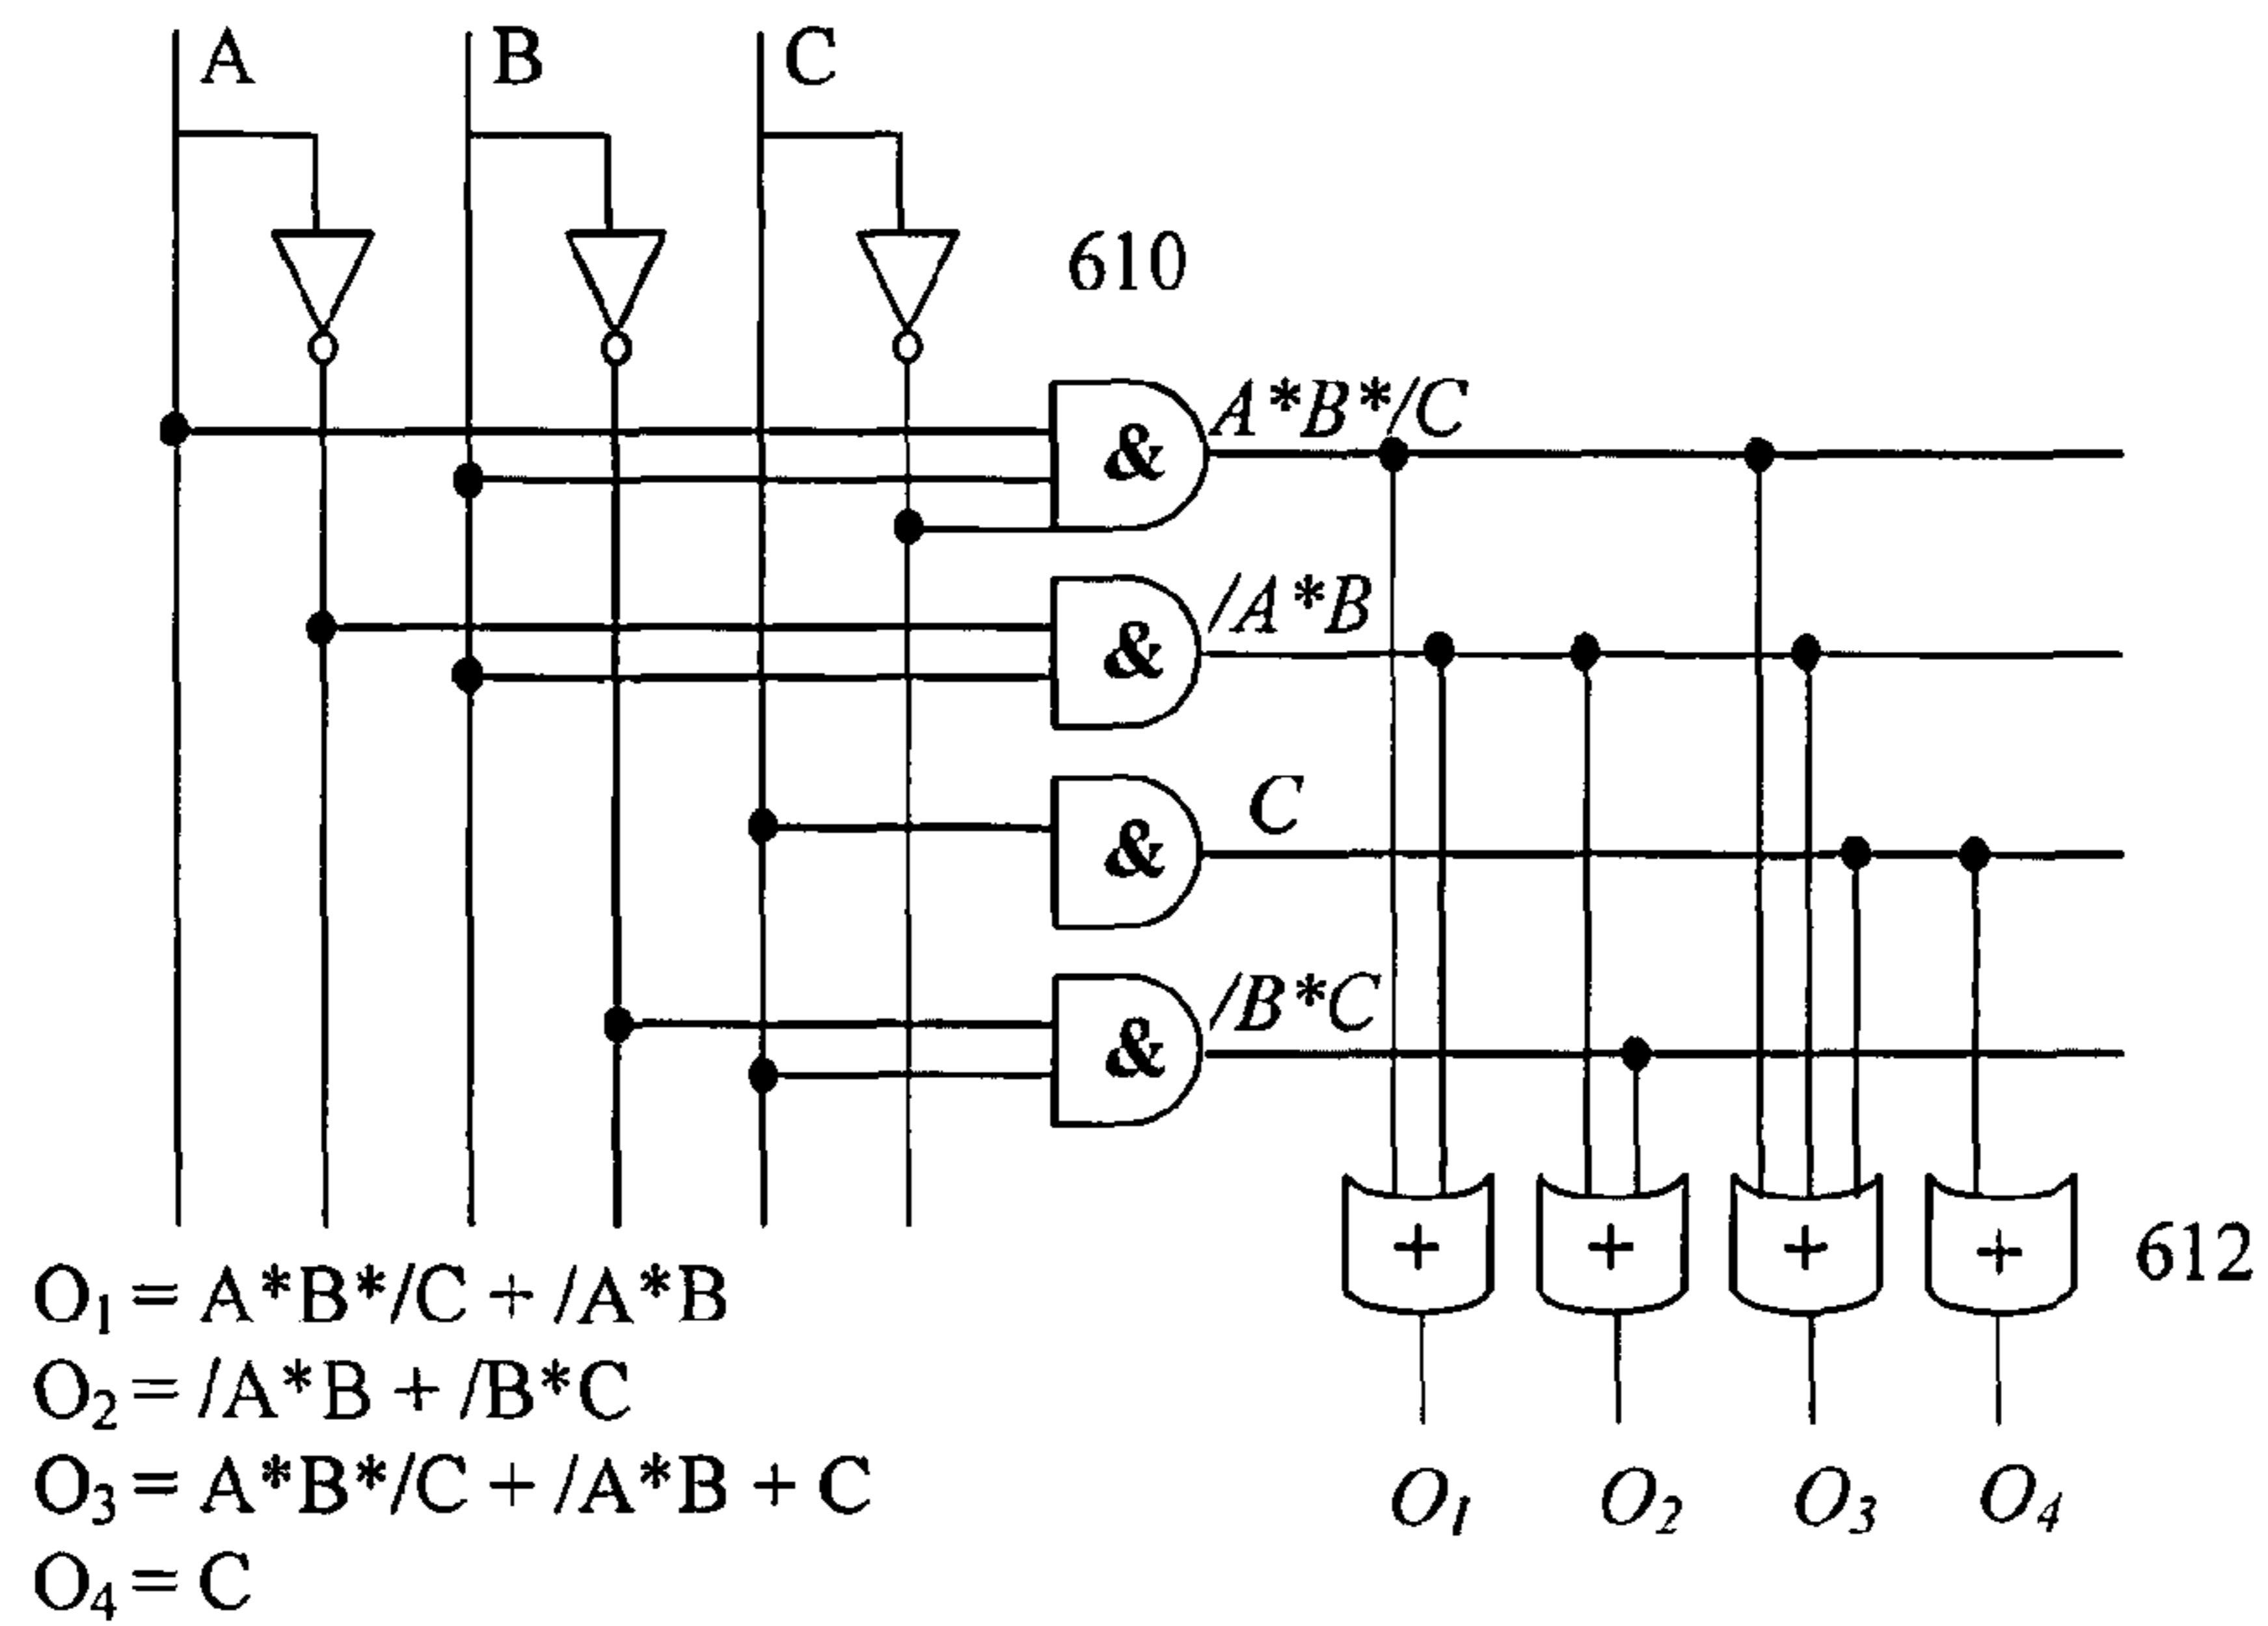 A B C
610
& A*B*/C
& /A*B
& C
& /B*C
+ + + +
612
O₁ = A*B*/C + /A*B
O₂ = /A*B + /B*C
O₃ = A*B*/C + /A*B + C
O₄ = C
O₁ O₂ O₃ O₄